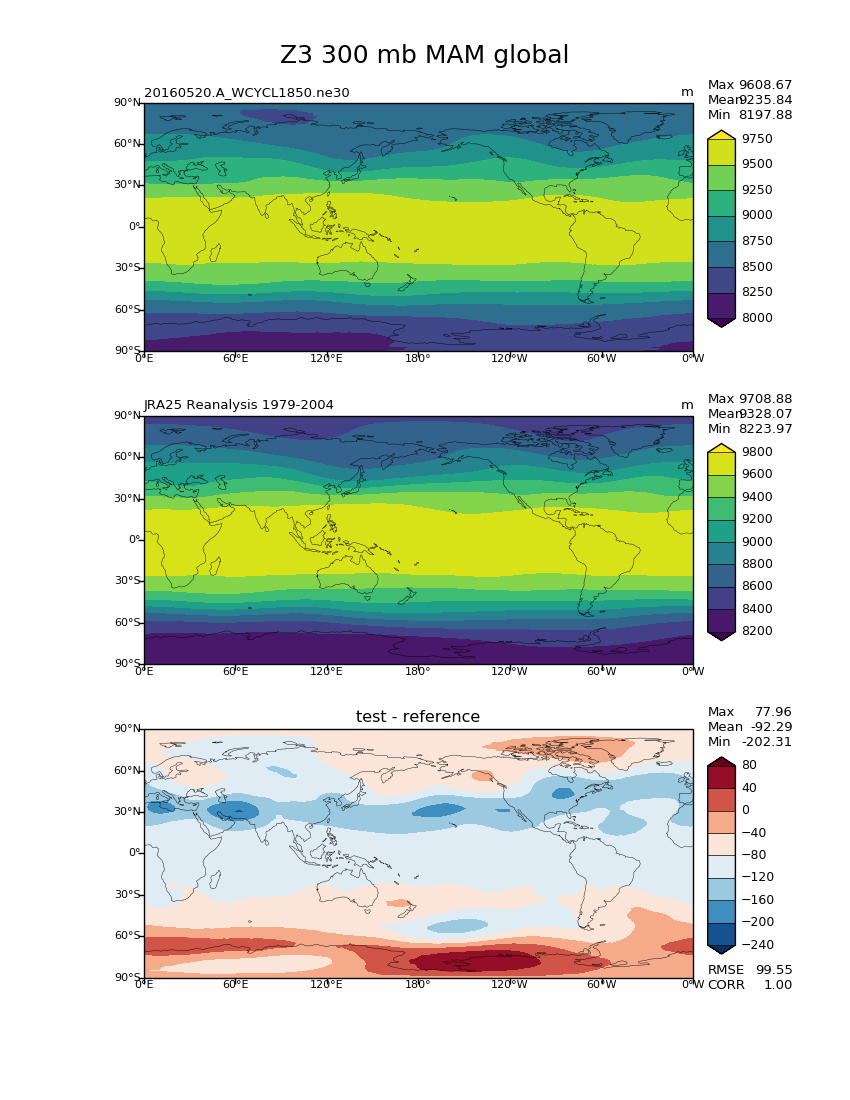 Z3 300 mb MAM global
20160520.A_WCYCL1850.ne30
m
Max 9608.67
Mean 9235.84
Min 8197.88
90°N
60°N
30°N
0°
30°S
60°S
90°S
0°E 60°E 120°E 180° 120°W 60°W 0°W
9750
9500
9250
9000
8750
8500
8250
8000
JRA25 Reanalysis 1979-2004
m
Max 9708.88
Mean 9328.07
Min 8223.97
90°N
60°N
30°N
0°
30°S
60°S
90°S
0°E 60°E 120°E 180° 120°W 60°W 0°W
9800
9600
9400
9200
9000
8800
8600
8400
8200
test - reference
Max 77.96
Mean -92.29
Min -202.31
90°N
60°N
30°N
0°
30°S
60°S
90°S
0°E 60°E 120°E 180° 120°W 60°W 0°W
80
40
0
−40
−80
−120
−160
−200
−240
RMSE 99.55
CORR 1.00